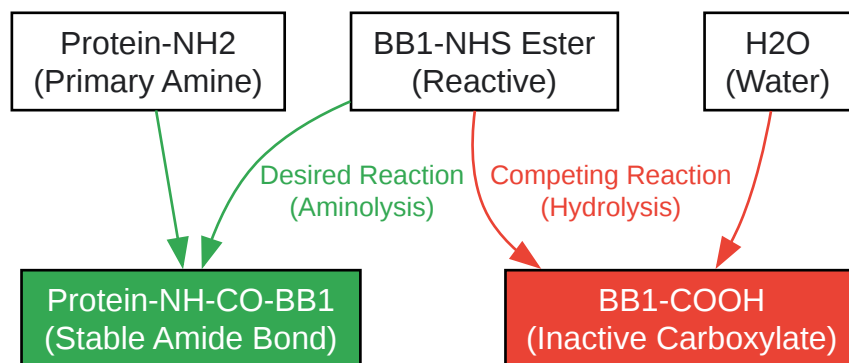 Protein-NH2
(Primary Amine)
BB1-NHS Ester
(Reactive)
H2O
(Water)
Desired Reaction
(Aminolysis)
Competing Reaction
(Hydrolysis)
Protein-NH-CO-BB1
(Stable Amide Bond)
BB1-COOH
(Inactive Carboxylate)